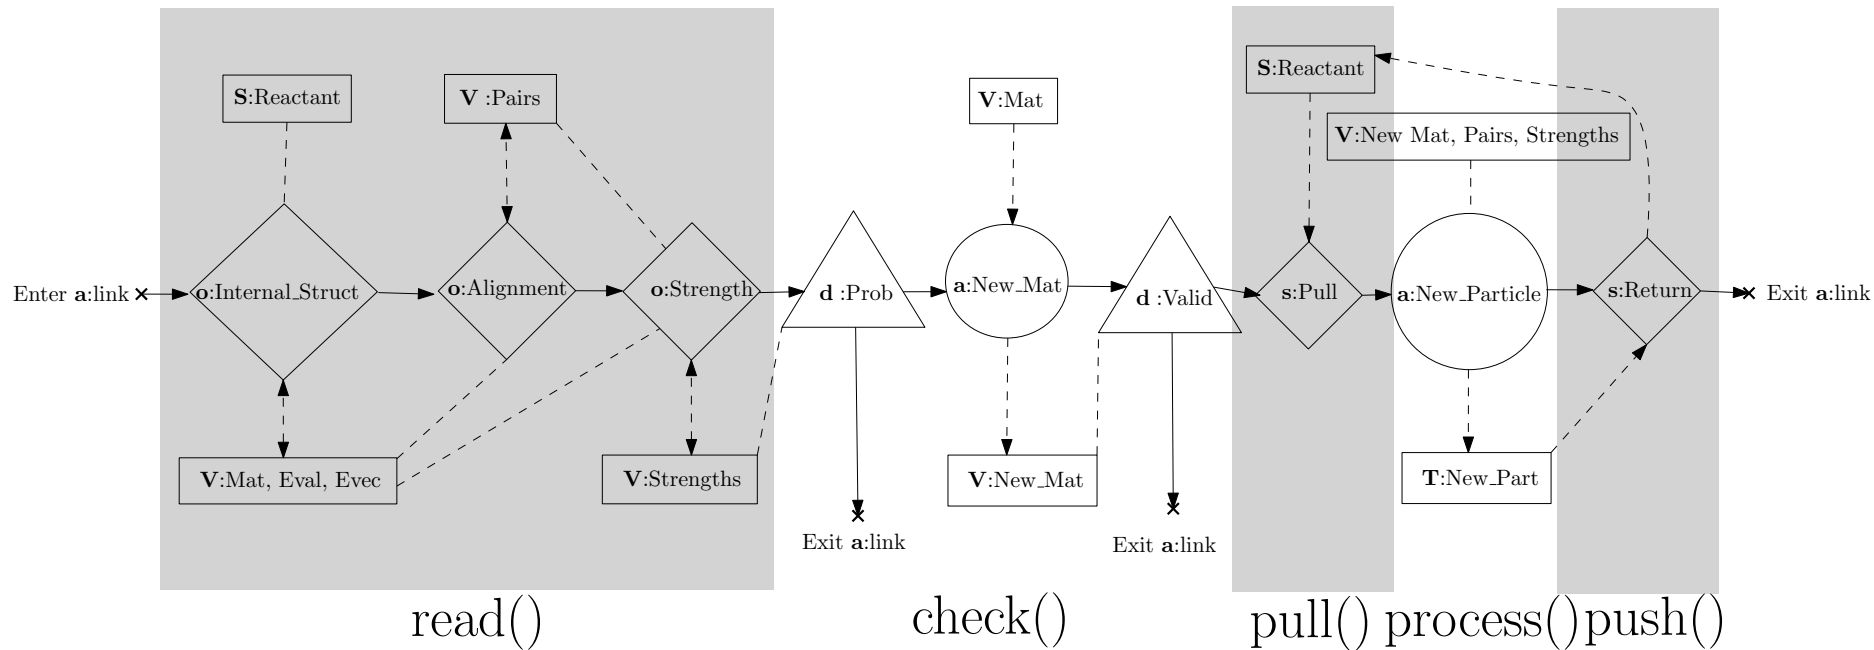 S:Reactant
V :Pairs
V:Mat
S:Reactant
V:New Mat, Pairs, Strengths
Enter a:link
o:Internal_Struct
o:Alignment
o:Strength
d :Prob
a:New_Mat
d :Valid
s:Pull
a:New_Particle
s:Return
Exit a:link
V:Mat, Eval, Evec
V:Strengths
V:New_Mat
T:New_Part
Exit a:link
Exit a:link
read()
check()
pull()
process()
push()